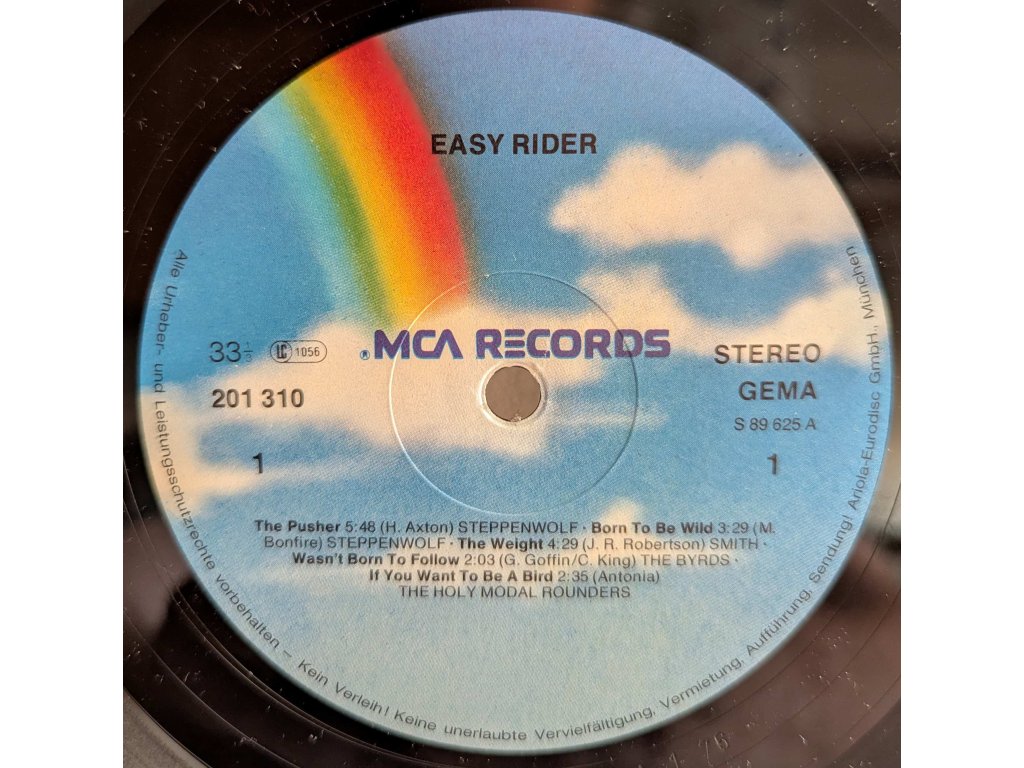 EASY RIDER
® MCA RECORDS
33 1/3 LC 1056
201 310
1
STEREO
GEMA
S 89 625 A
1
The Pusher 5:48 (H. Axton) STEPPENWOLF · Born To Be Wild 3:29 (M.
Bonfire) STEPPENWOLF · The Weight 4:29 (J. R. Robertson) SMITH ·
Wasn't Born To Follow 2:03 (G. Goffin/C. King) THE BYRDS ·
If You Want To Be A Bird 2:35 (Antonia)
THE HOLY MODAL ROUNDERS
Alle Urheber- und Leistungsschutzrechte vorbehalten – Kein Verleih! Keine unerlaubte Vervielfältigung, Vermietung, Aufführung, Sendung! Ariola-Eurodisc GmbH., München